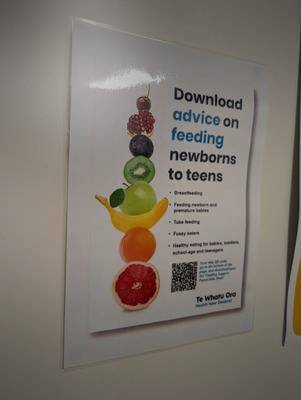 Download
advice on
feeding
newborns
to teens
• Breastfeeding
• Feeding newborn and
premature babies
• Tube feeding
• Fussy eaters
• Healthy eating for babies, toddlers,
school-age and teenagers
Te Whatu Ora
Health New Zealand